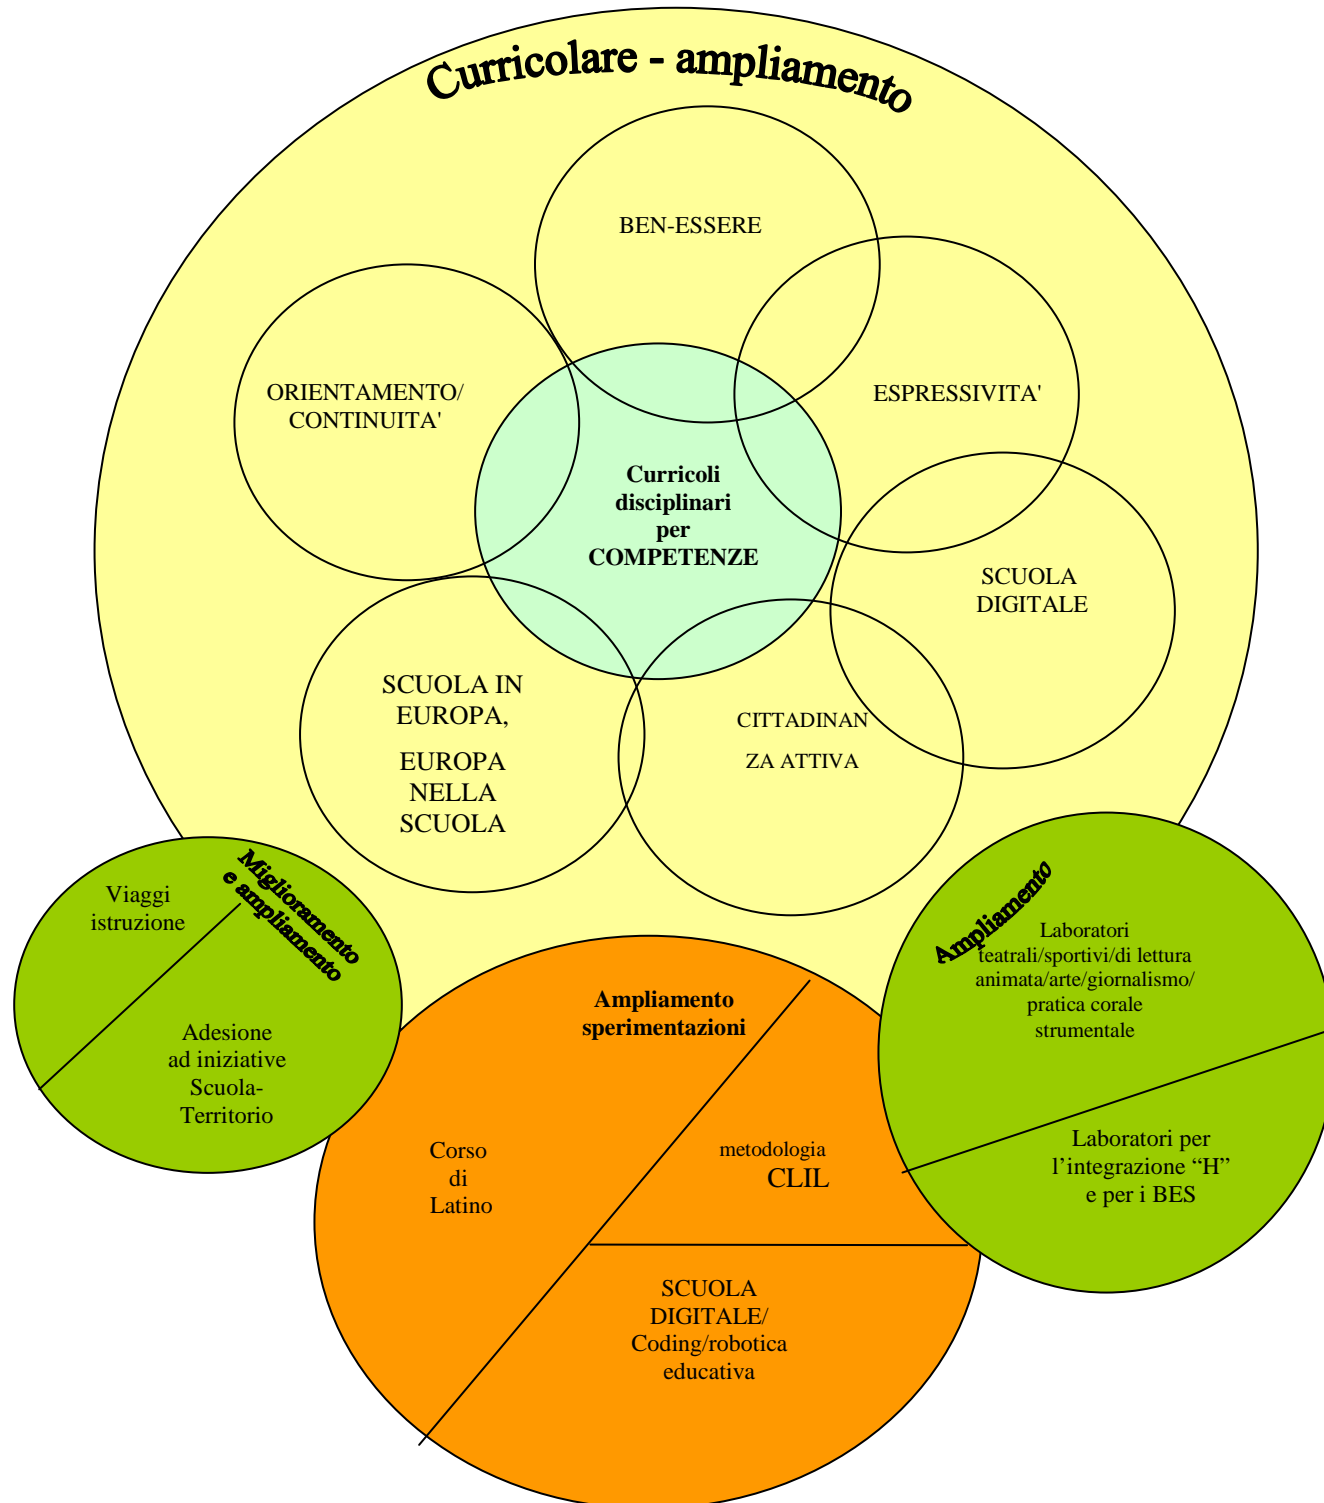 Curricolare - ampliamento
BEN-ESSERE
ORIENTAMENTO/
CONTINUITA'
ESPRESSIVITA'
Curricoli
disciplinari
per
COMPETENZE
SCUOLA
DIGITALE
SCUOLA IN
EUROPA,
EUROPA
NELLA
SCUOLA
CITTADINAN
ZA ATTIVA
Miglioramento
e ampliamento
Viaggi
istruzione
Adesione
ad iniziative
Scuola-
Territorio
Ampliamento
sperimentazioni
Corso
di
Latino
metodologia
CLIL
SCUOLA
DIGITALE/
Coding/robotica
educativa
Ampliamento
Laboratori
teatrali/sportivi/di lettura
animata/arte/giornalismo/
pratica corale
strumentale
Laboratori per
l’integrazione “H”
e per i BES